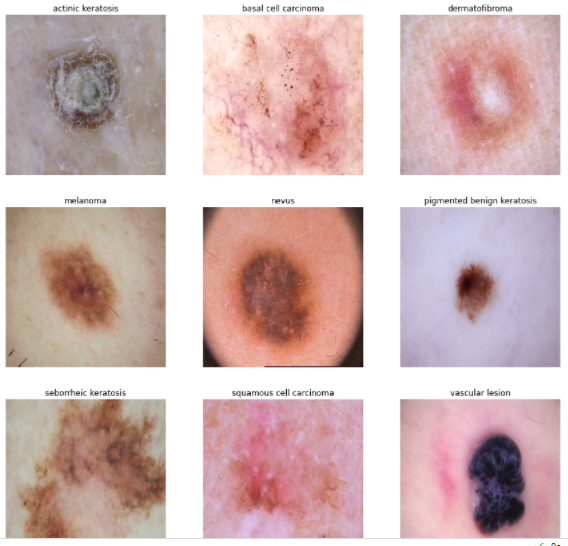 actinic keratosis
basal cell carcinoma
dermatofibroma
melanoma
nevus
pigmented benign keratosis
seborrheic keratosis
squamous cell carcinoma
vascular lesion